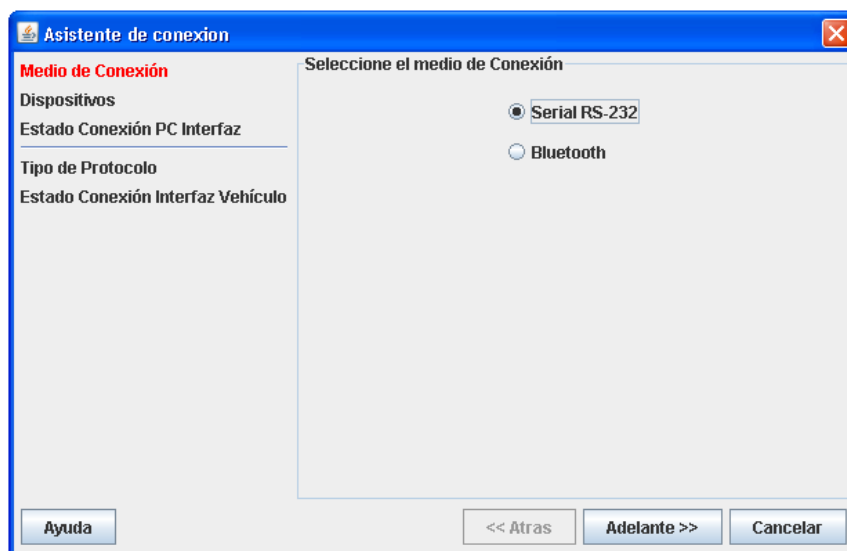 Asistente de conexion
Medio de Conexión
Dispositivos
Estado Conexión PC Interfaz
Tipo de Protocolo
Estado Conexión Interfaz Vehículo
Seleccione el medio de Conexión
Serial RS-232
Bluetooth
Ayuda
<< Atras
Adelante >>
Cancelar